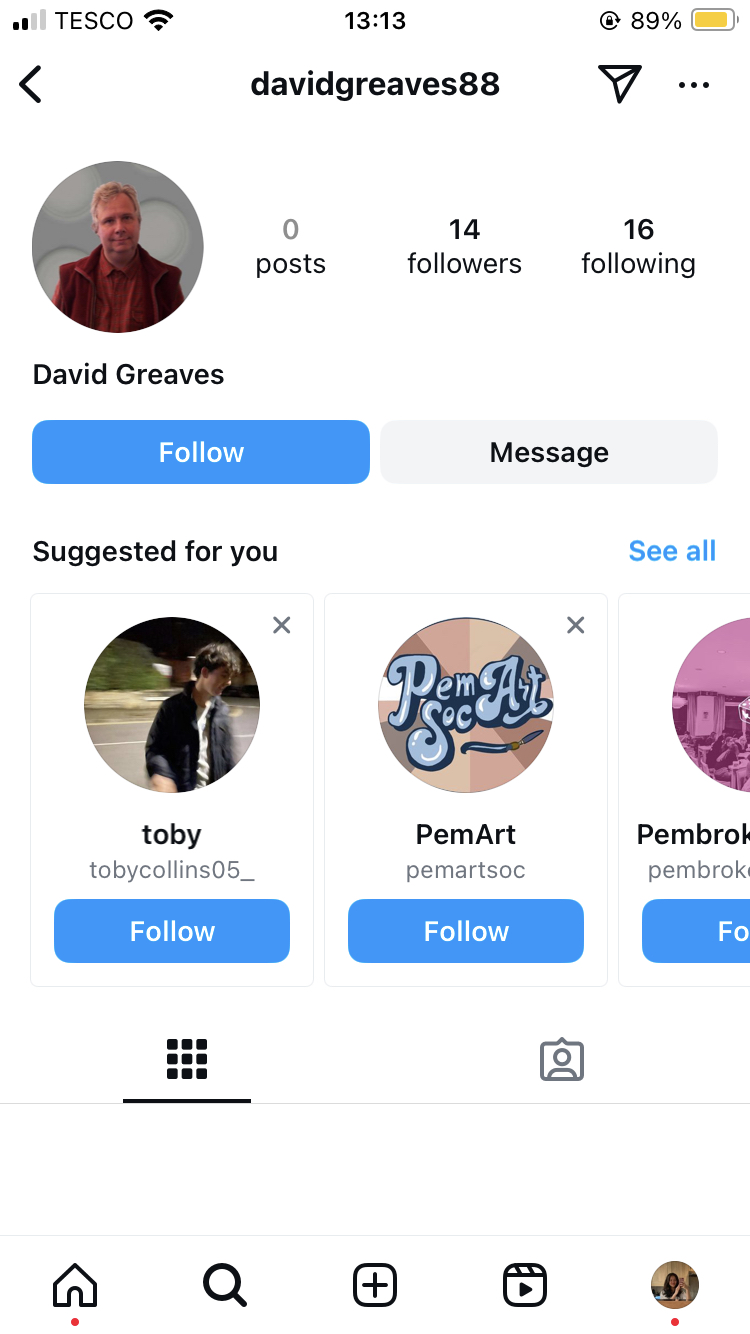 TESCO 13:13 89%
davidgreaves88
0 14 16
posts followers following
David Greaves
Follow Message
Suggested for you See all
Pem Art
Soc
toby PemArt Pembrok
tobycollins05_ pemartsoc pembroke
Follow Follow Fo